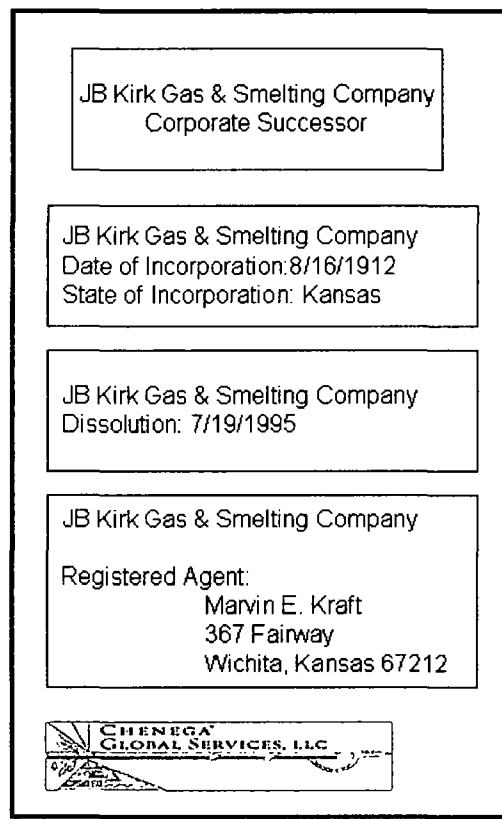 JB Kirk Gas & Smelting Company
Corporate Successor
JB Kirk Gas & Smelting Company
Date of Incorporation:8/16/1912
State of Incorporation: Kansas
JB Kirk Gas & Smelting Company
Dissolution: 7/19/1995
JB Kirk Gas & Smelting Company
Registered Agent:
Marvin E. Kraft
367 Fairway
Wichita, Kansas 67212
CHENEGA
GLOBAL SERVICES, LLC